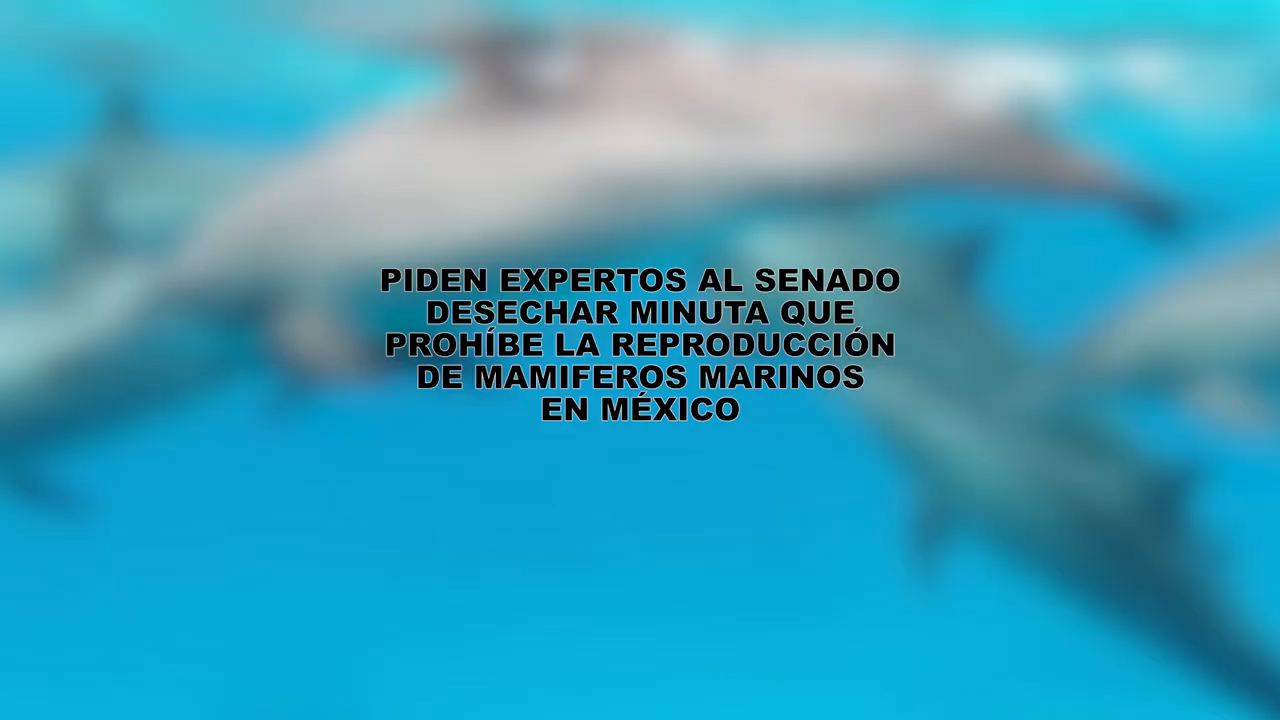 PIDEN EXPERTOS AL SENADO
DESECHAR MINUTA QUE
PROHÍBE LA REPRODUCCIÓN
DE MAMIFEROS MARINOS
EN MÉXICO